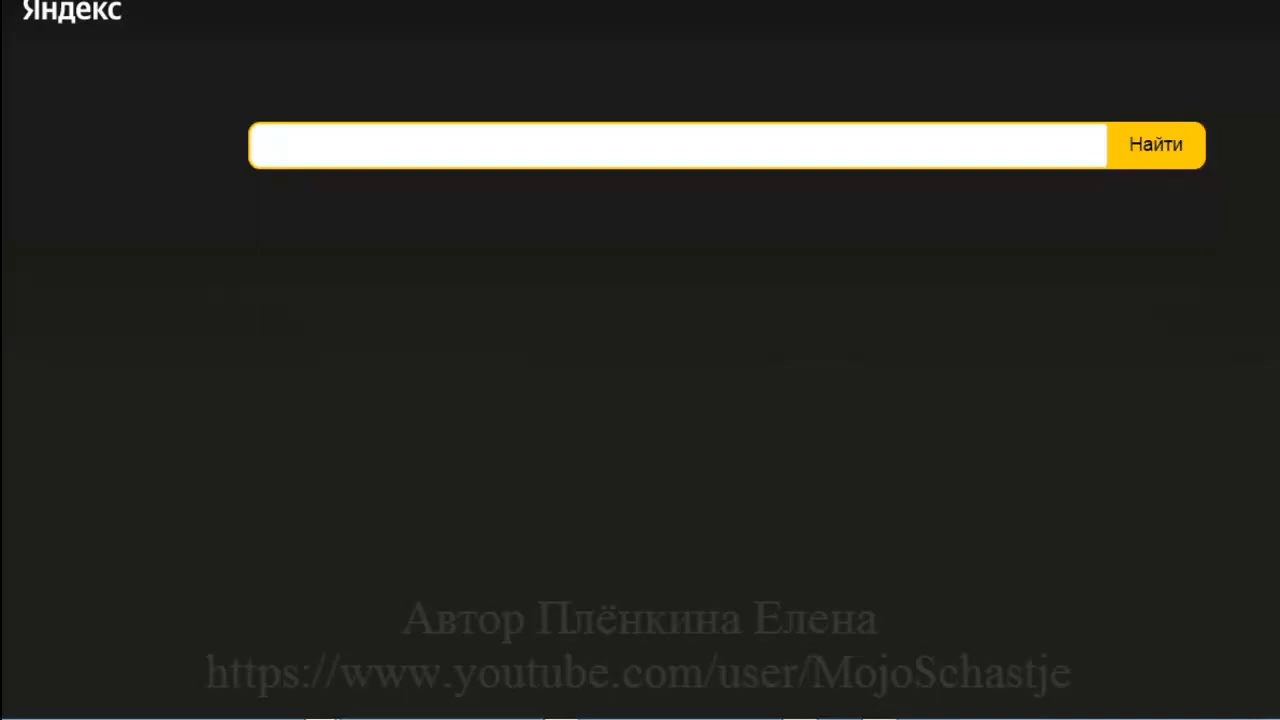 Яндекс
Найти
Автор Плёнкина Елена
https://www.youtube.com/user/MojoSchastje